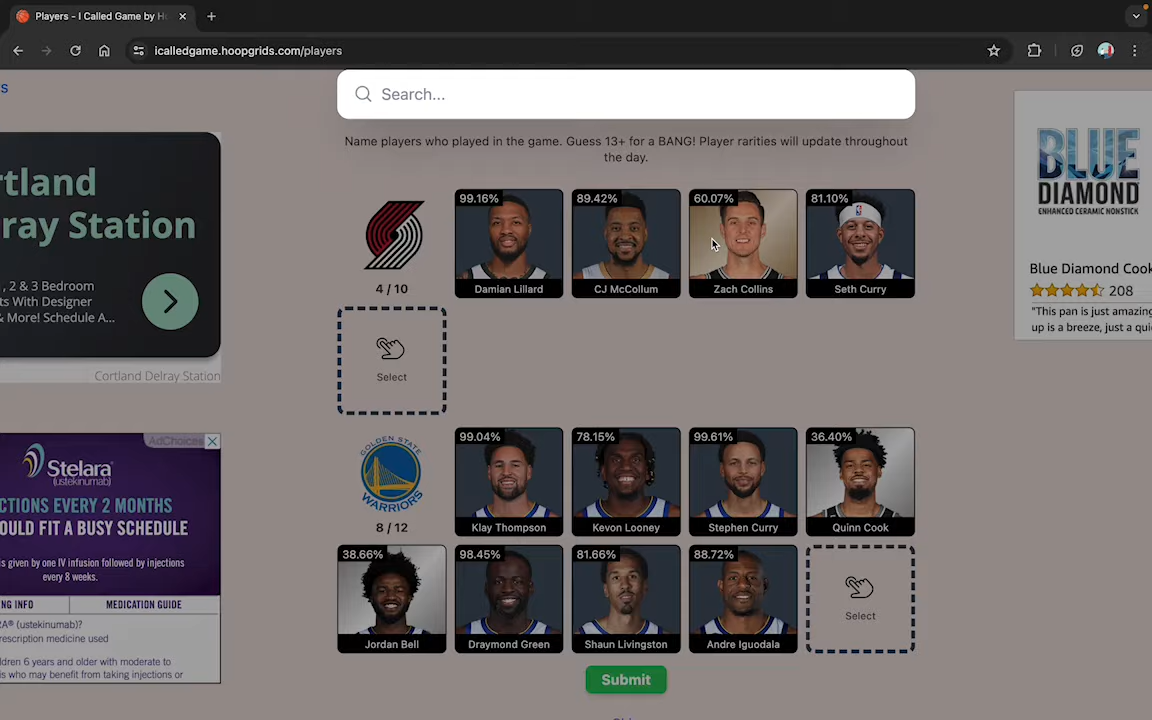 Players - I Called Game by H
icalledgame.hoopgrids.com/players
s
Search...
Name players who played in the game. Guess 13+ for a BANG! Player rarities will update throughout
the day.
rtland
elray Station
, 2 & 3 Bedroom
ts With Designer
& More! Schedule A...
Cortland Delray Station
99.16%
89.42%
60.07%
81.10%
4 / 10
Damian Lillard
CJ McCollum
Zach Collins
Seth Curry
Select
BLUE
DIAMOND
ENHANCED CERAMIC NONSTICK
Blue Diamond Cook
208
"This pan is just amazing
up is a breeze, just a qui
AdChoices
Stelara
(ustekinumab)
CTIONS EVERY 2 MONTHS
OULD FIT A BUSY SCHEDULE
is given by one IV infusion followed by injections
every 8 weeks.
NG INFO
MEDICATION GUIDE
RA® (ustekinumab)?
rescription medicine used
ldren 6 years and older with moderate to
s who may benefit from taking injections or
GOLDEN STATE
WARRIORS
99.04%
78.15%
99.61%
36.40%
8 / 12
Klay Thompson
Kevon Looney
Stephen Curry
Quinn Cook
38.66%
98.45%
81.66%
88.72%
Jordan Bell
Draymond Green
Shaun Livingston
Andre Iguodala
Select
Submit